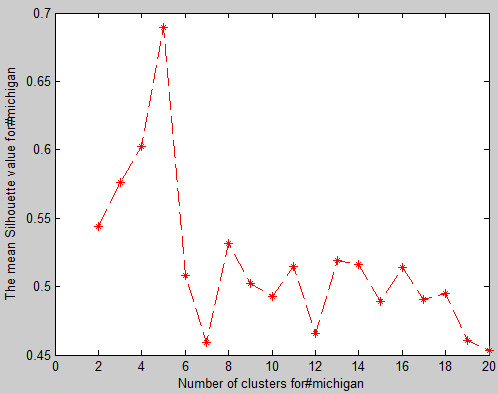 0.7
0.65
0.6
0.55
0.5
0.45
The mean Silhouette value for#michigan
0 2 4 6 8 10 12 14 16 18 20
Number of clusters for#michigan